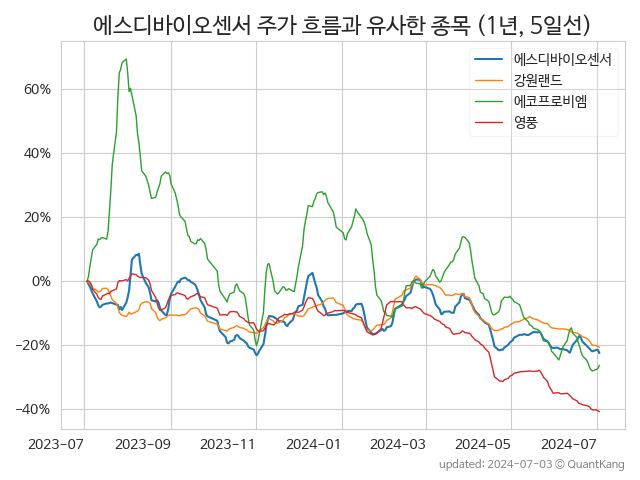 에스디바이오센서 주가 흐름과 유사한 종목 (1년, 5일선)
에스디바이오센서
강원랜드
에코프로비엠
영풍
60%
40%
20%
0%
−20%
−40%
2023-07
2023-09
2023-11
2024-01
2024-03
2024-05
2024-07
updated: 2024-07-03 © QuantKang